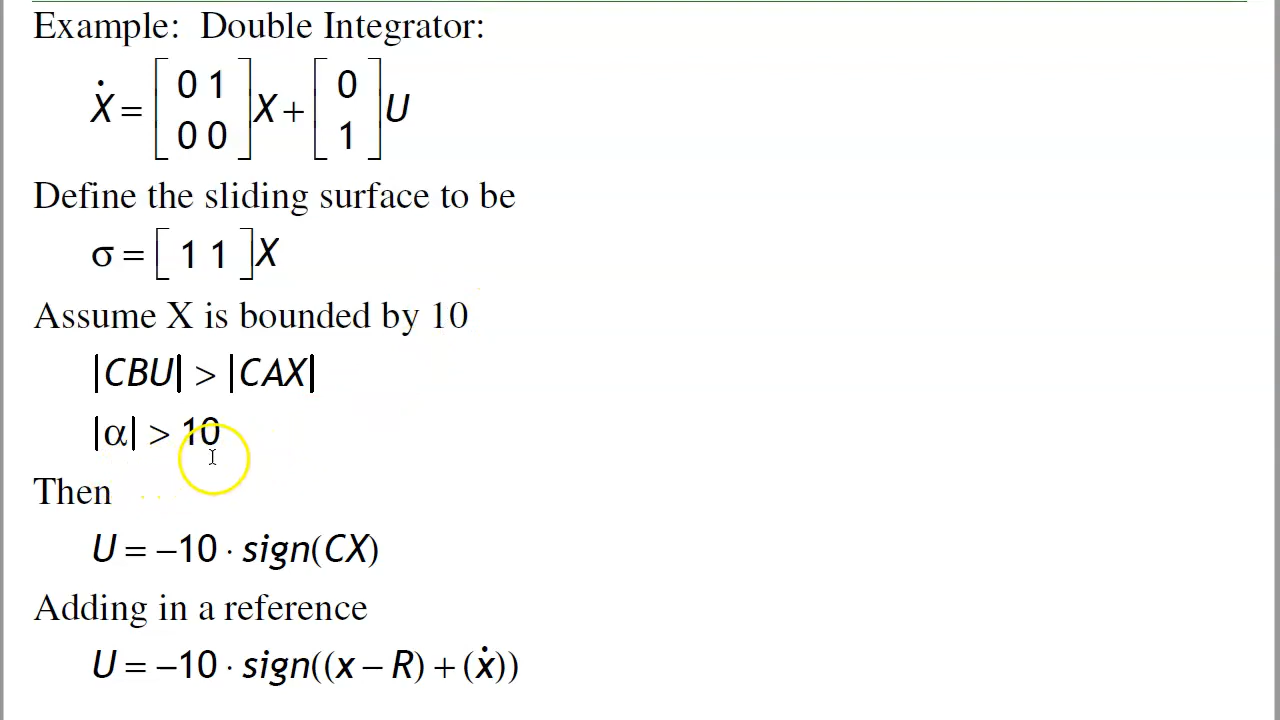 Example: Double Integrator:
Ẋ = [ 0 1 ; 0 0 ] X + [ 0 ; 1 ] U
Define the sliding surface to be
σ = [ 1 1 ] X
Assume X is bounded by 10
|CBU| > |CAX|
|α| > 10
Then
U = −10 · sign(CX)
Adding in a reference
U = −10 · sign((x − R) + (ẋ))